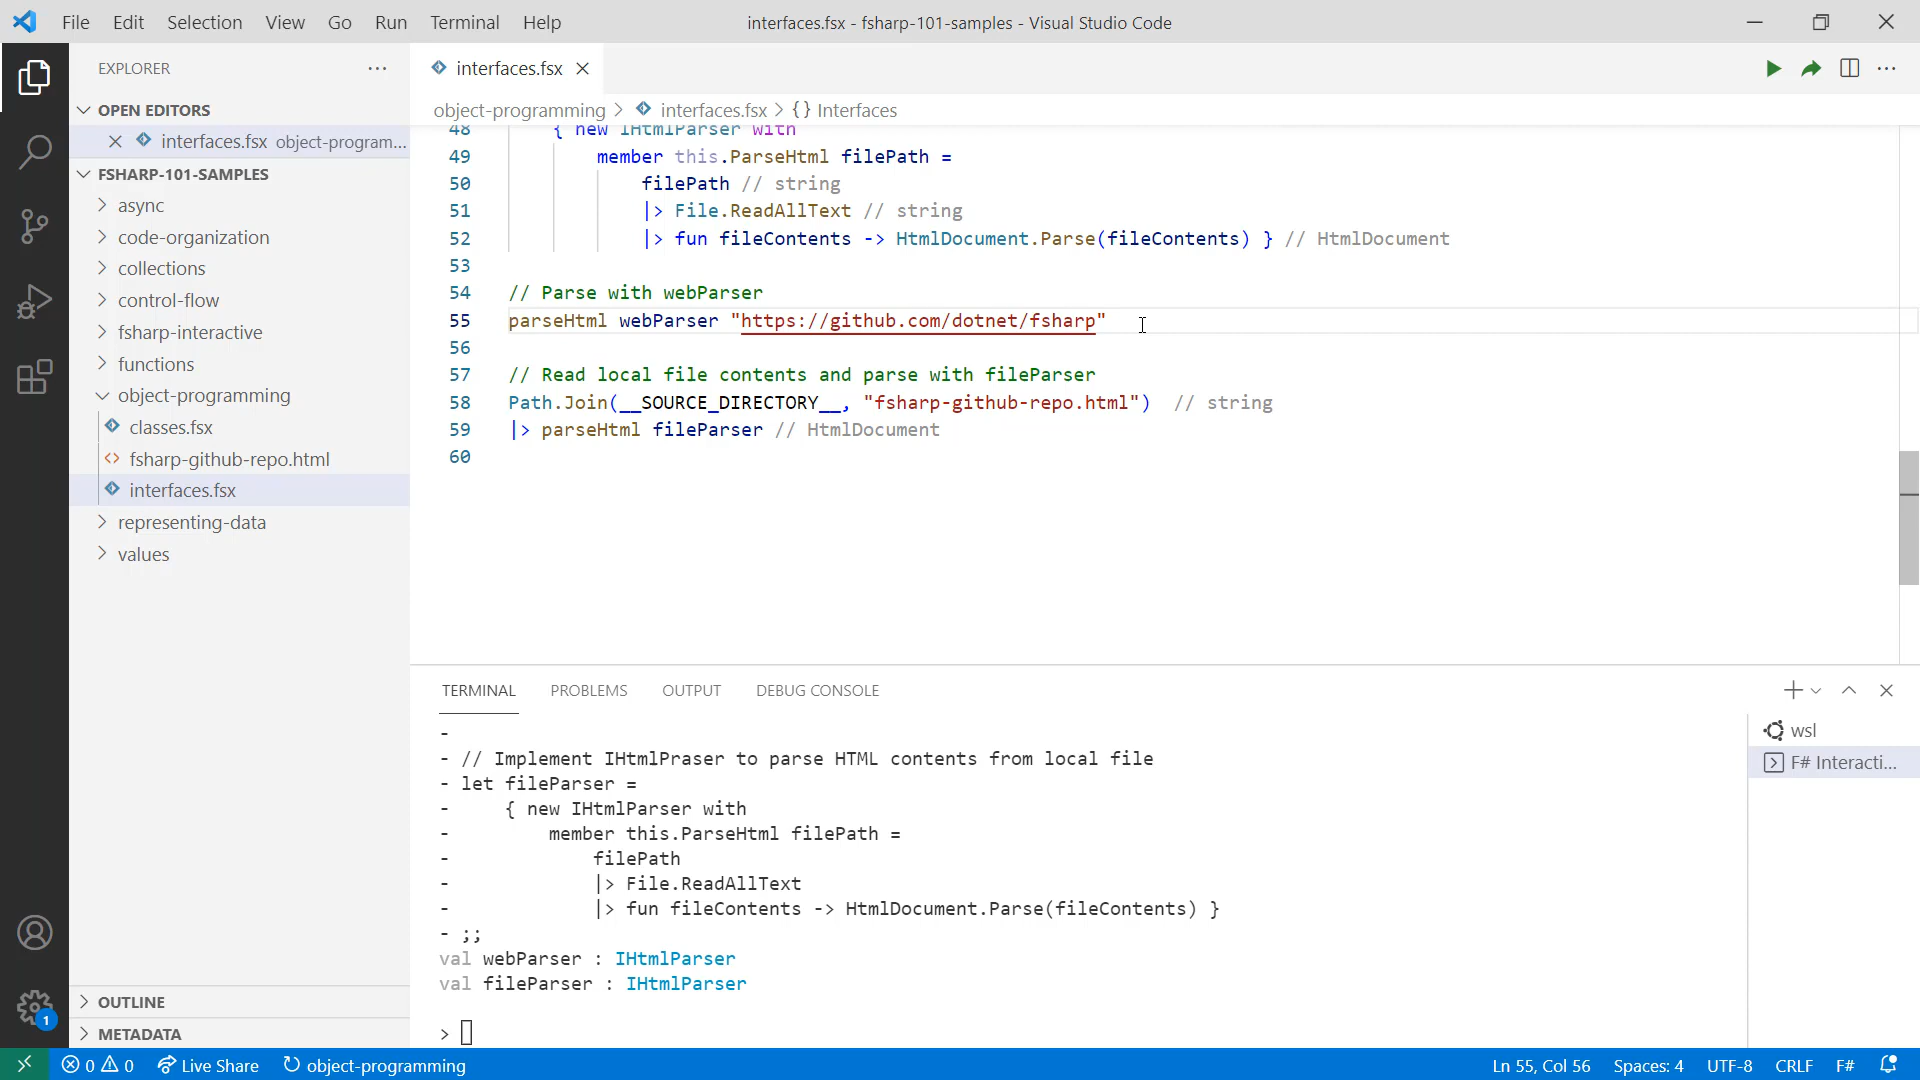 File Edit Selection View Go Run Terminal Help
interfaces.fsx - fsharp-101-samples - Visual Studio Code
EXPLORER
OPEN EDITORS
interfaces.fsx object-program...
FSHARP-101-SAMPLES
async
code-organization
collections
control-flow
fsharp-interactive
functions
object-programming
classes.fsx
fsharp-github-repo.html
interfaces.fsx
representing-data
values
OUTLINE
METADATA
interfaces.fsx
object-programming > interfaces.fsx > {} Interfaces
48 { new IHtmlParser with
49 member this.ParseHtml filePath =
50 filePath // string
51 |> File.ReadAllText // string
52 |> fun fileContents -> HtmlDocument.Parse(fileContents) } // HtmlDocument
53
54 // Parse with webParser
55 parseHtml webParser "https://github.com/dotnet/fsharp"
56
57 // Read local file contents and parse with fileParser
58 Path.Join(__SOURCE_DIRECTORY__, "fsharp-github-repo.html") // string
59 |> parseHtml fileParser // HtmlDocument
60
TERMINAL PROBLEMS OUTPUT DEBUG CONSOLE
-
- // Implement IHtmlPraser to parse HTML contents from local file
- let fileParser =
- { new IHtmlParser with
- member this.ParseHtml filePath =
- filePath
- |> File.ReadAllText
- |> fun fileContents -> HtmlDocument.Parse(fileContents) }
- ;;
val webParser : IHtmlParser
val fileParser : IHtmlParser
>
wsl
F# Interacti...
1
0 0 Live Share object-programming
Ln 55, Col 56 Spaces: 4 UTF-8 CRLF F#